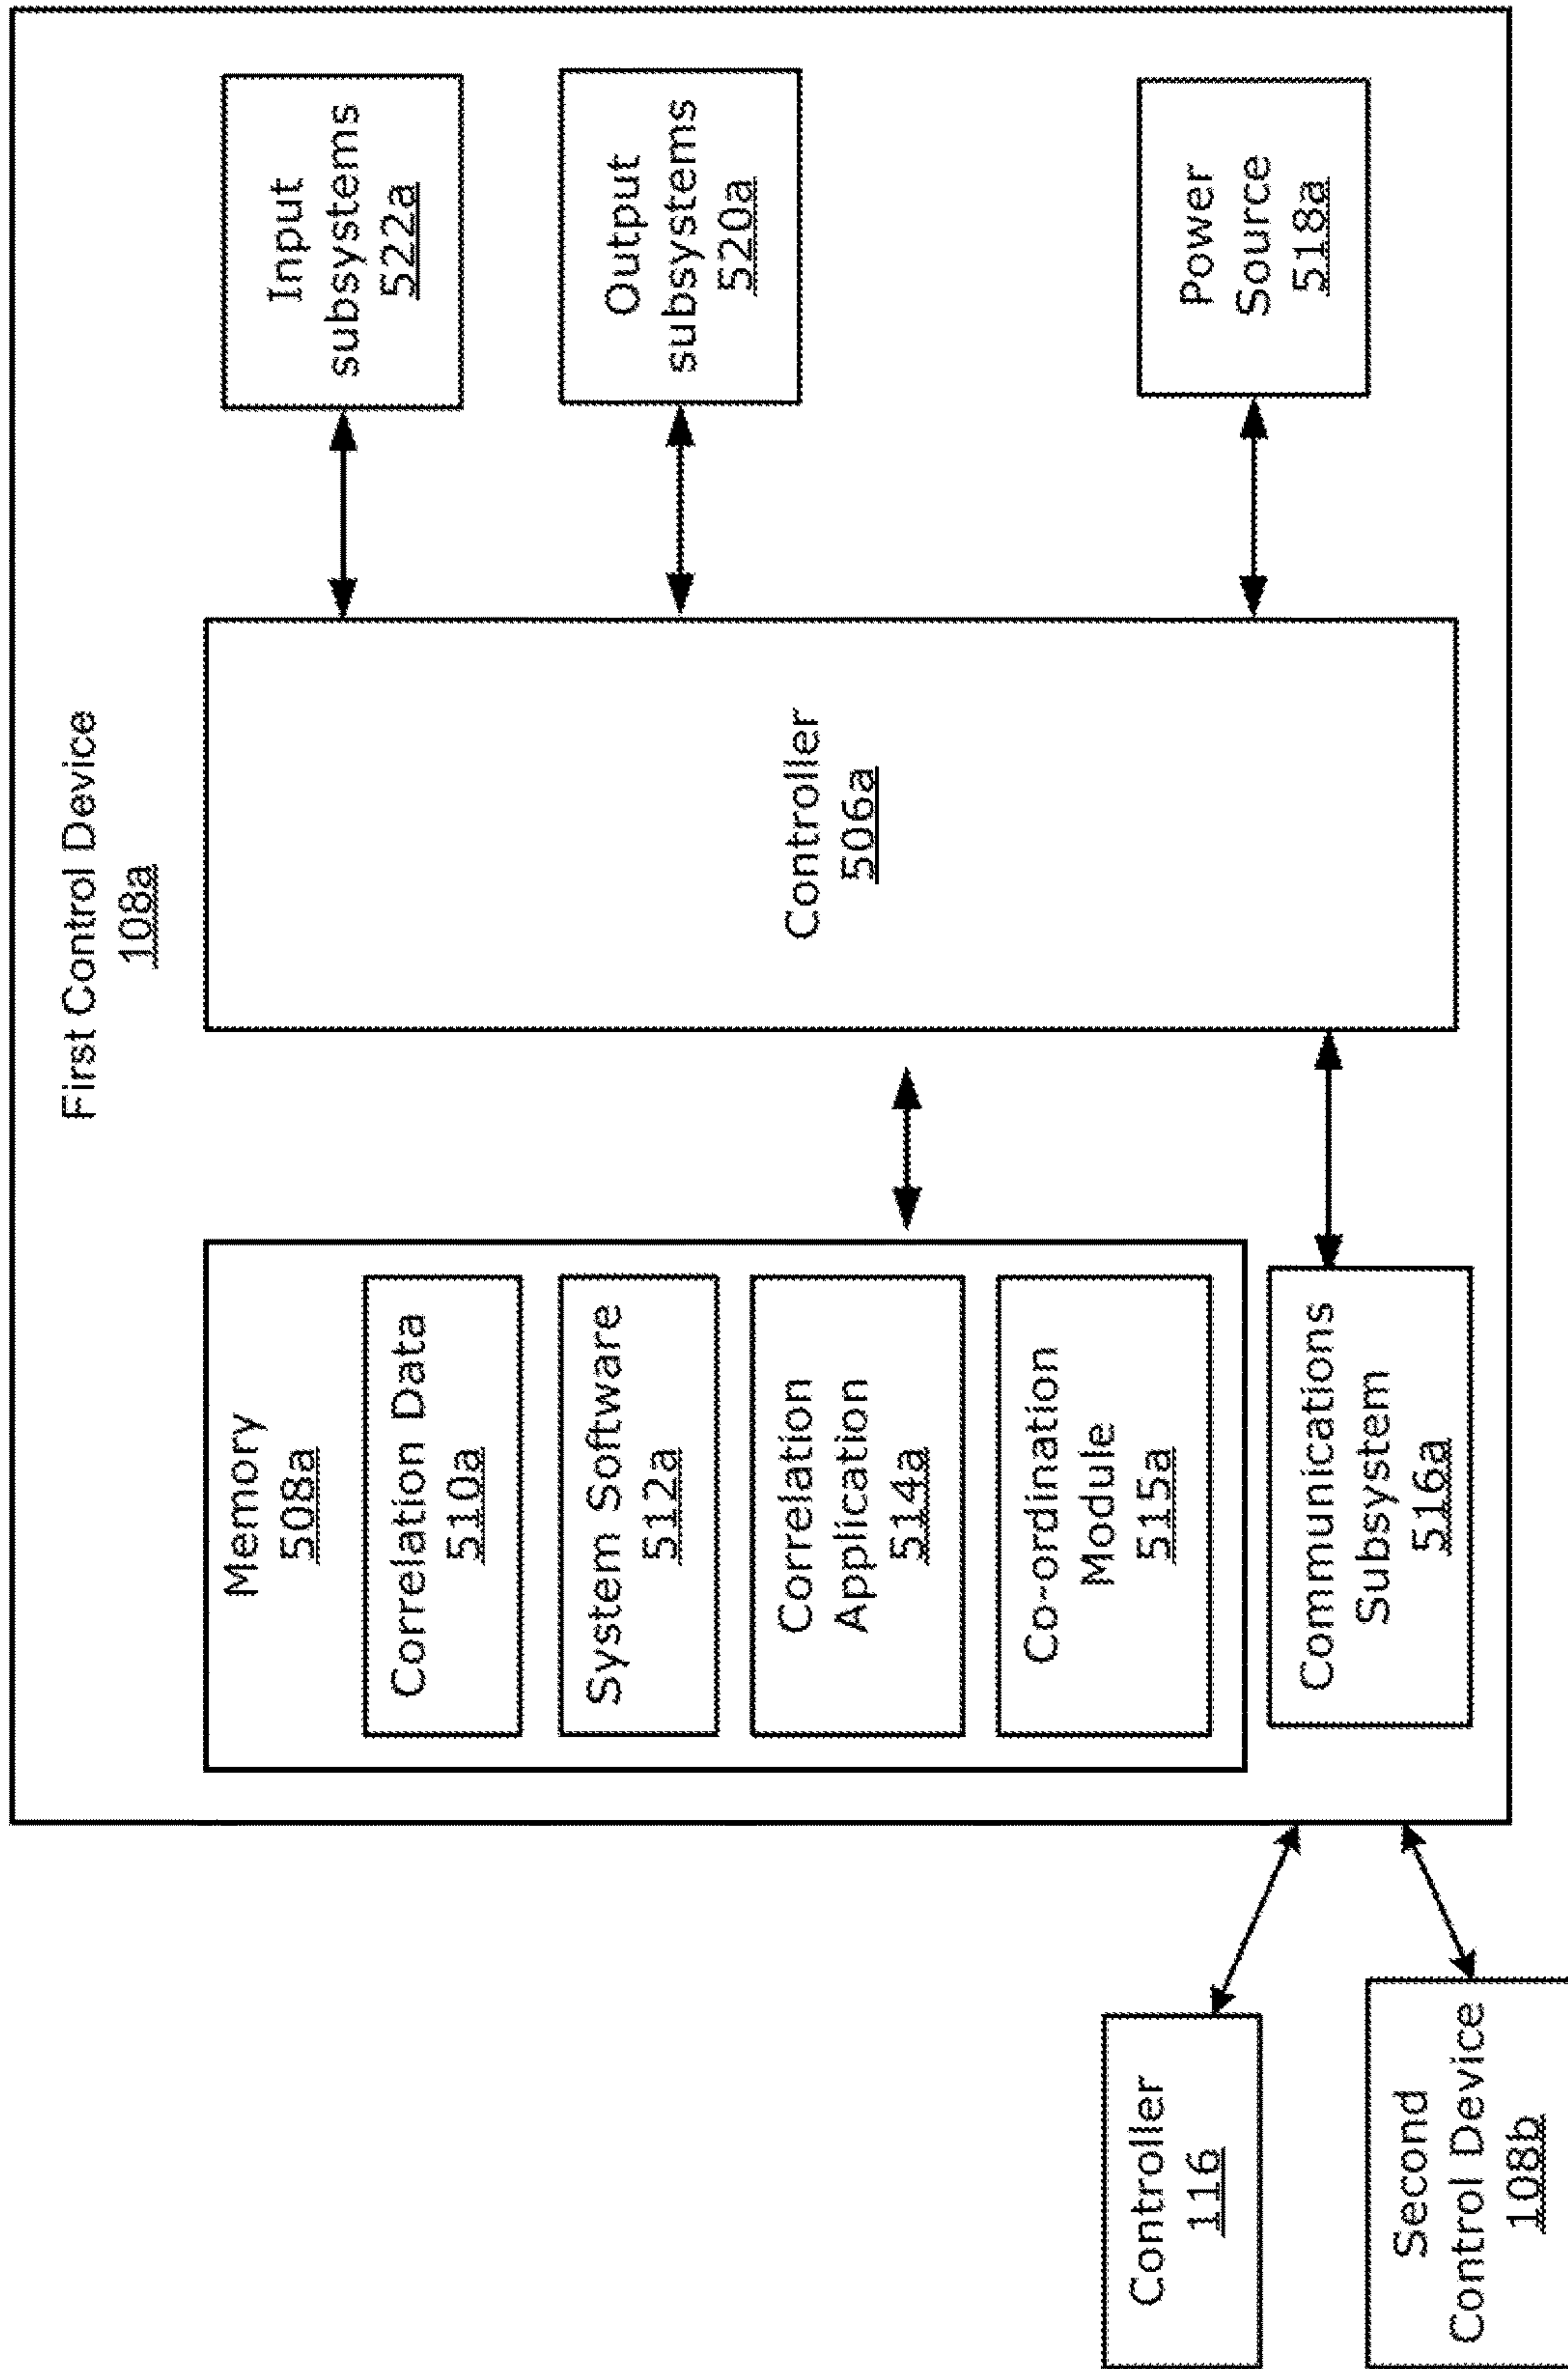 First Control Device
108a
Memory
508a
Correlation Data
510a
System Software
512a
Correlation
Application
514a
Co-ordination
Module
515a
Communications
Subsystem
516a
Controller
506a
Input
subsystems
522a
Output
subsystems
520a
Power
Source
518a
Controller
116
Second
Control Device
108b